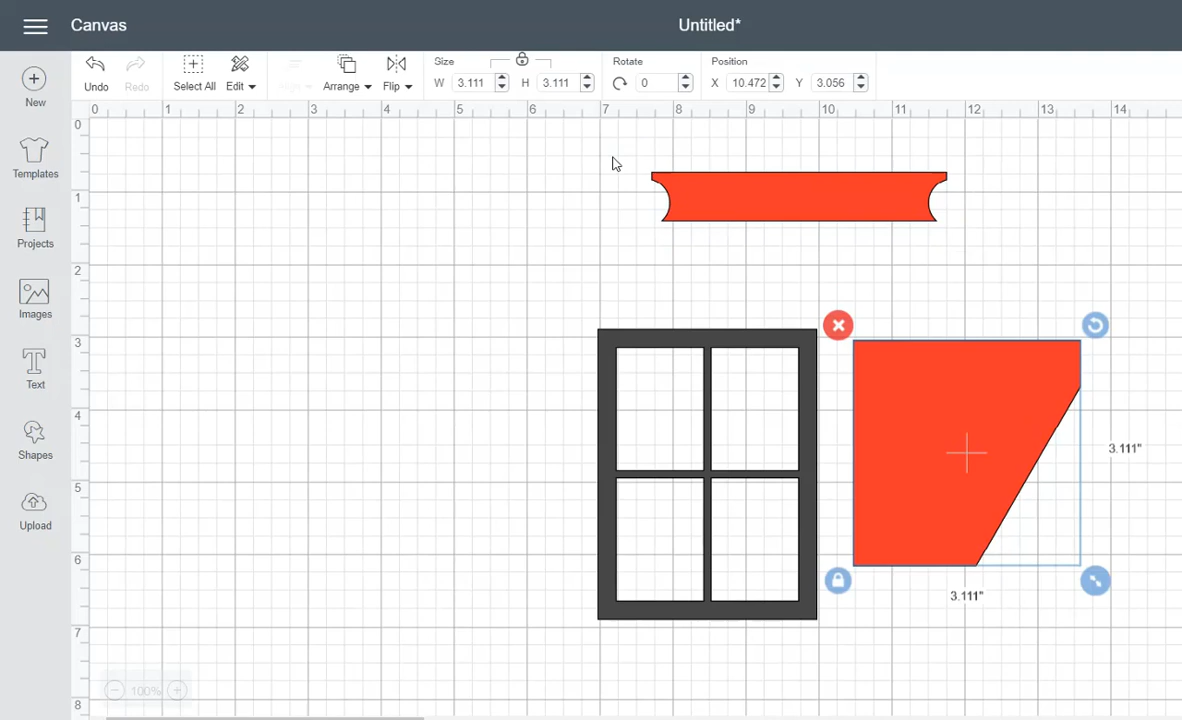 Canvas
Untitled*
Size
Rotate
Position
Undo
Redo
Select All
Edit
Align
Arrange
Flip
W 3.111
H 3.111
0
X 10.472
Y 3.056
New
Templates
Projects
Images
Text
Shapes
Upload
0 1 2 3 4 5 6 7 8 9 10 11 12 13 14
0
1
2
3
4
5
6
7
8
3.111"
3.111"
100%